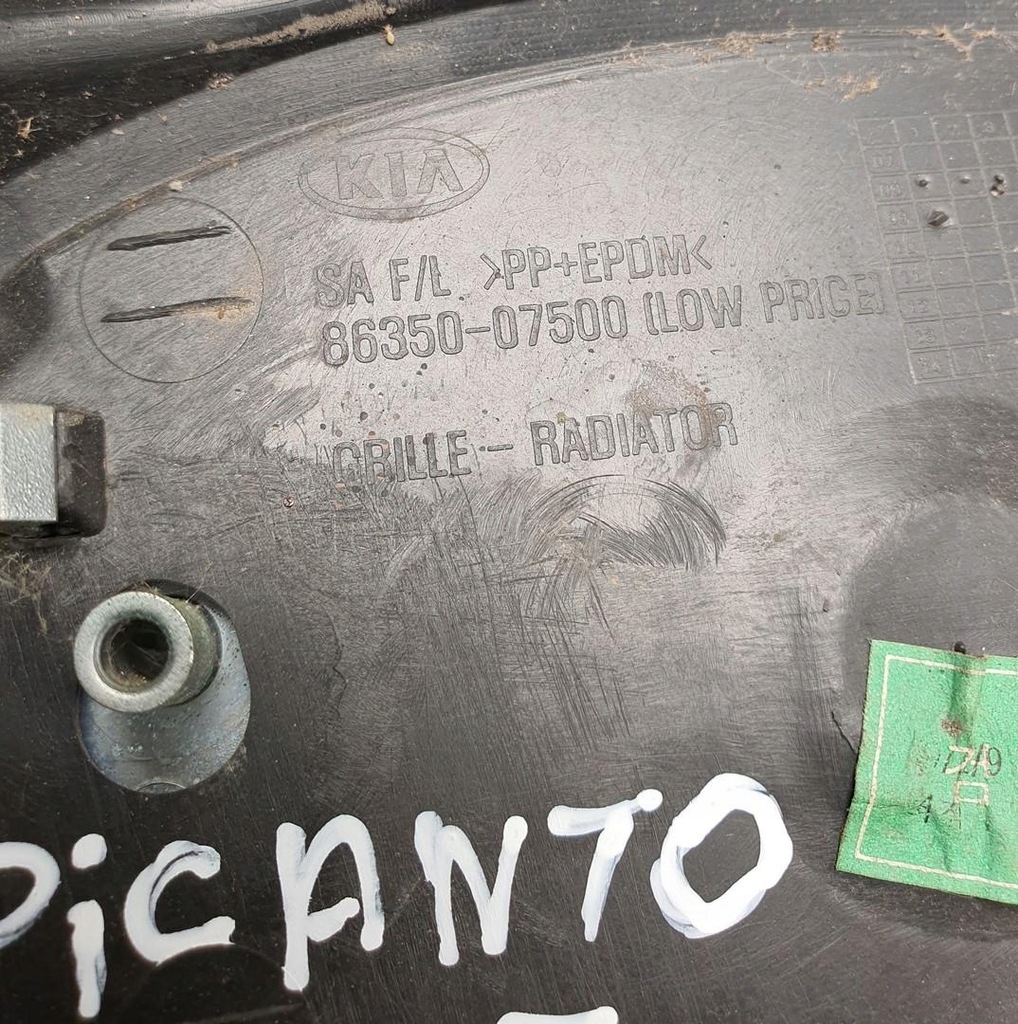 KIA
SA F/L >PP+EPDM<
86350-07500 (LOW PRICE)
GRILLE - RADIATOR
PiCANTO